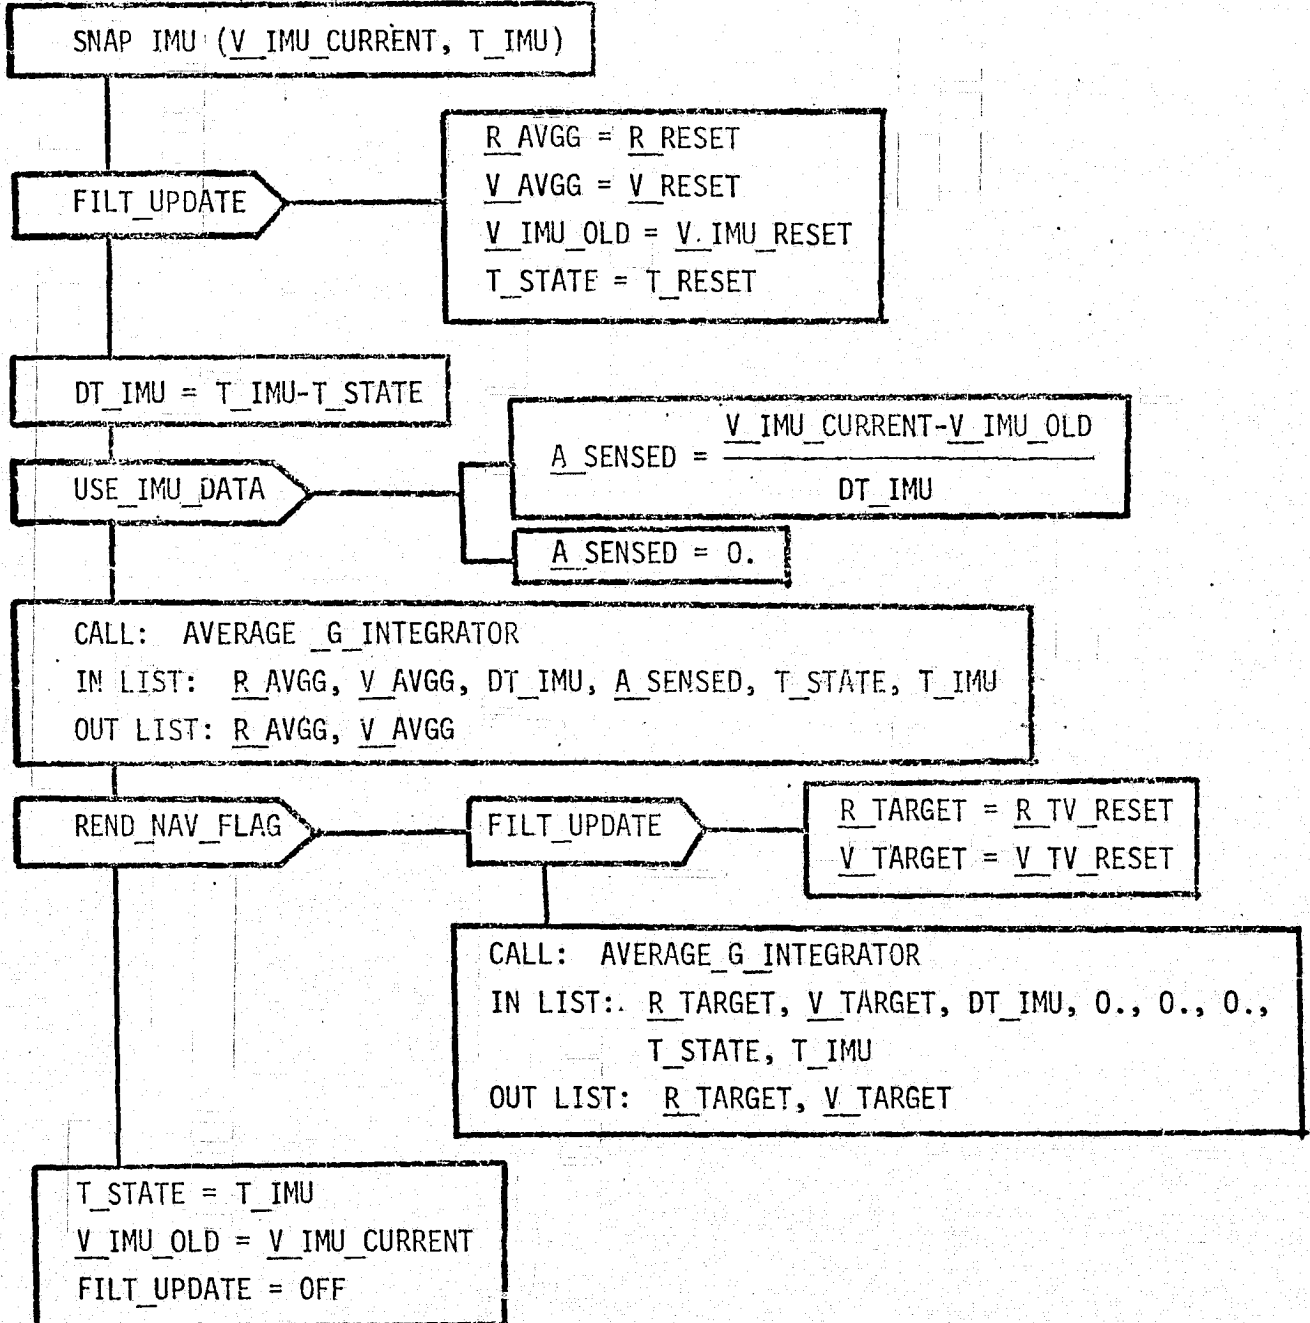 SNAP IMU (V_IMU_CURRENT, T_IMU)
R_AVGG = R_RESET
V_AVGG = V_RESET
V_IMU_OLD = V_IMU_RESET
T_STATE = T_RESET
FILT_UPDATE
DT_IMU = T_IMU-T_STATE
USE_IMU_DATA
A_SENSED = V_IMU_CURRENT-V_IMU_OLD
DT_IMU
A_SENSED = 0.
CALL: AVERAGE_G_INTEGRATOR
IN LIST: R_AVGG, V_AVGG, DT_IMU, A_SENSED, T_STATE, T_IMU
OUT LIST: R_AVGG, V_AVGG
REND_NAV_FLAG
FILT_UPDATE
R_TARGET = R_TV_RESET
V_TARGET = V_TV_RESET
CALL: AVERAGE_G_INTEGRATOR
IN LIST: R_TARGET, V_TARGET, DT_IMU, 0., 0., 0.,
T_STATE, T_IMU
OUT LIST: R_TARGET, V_TARGET
T_STATE = T_IMU
V_IMU_OLD = V_IMU_CURRENT
FILT_UPDATE = OFF